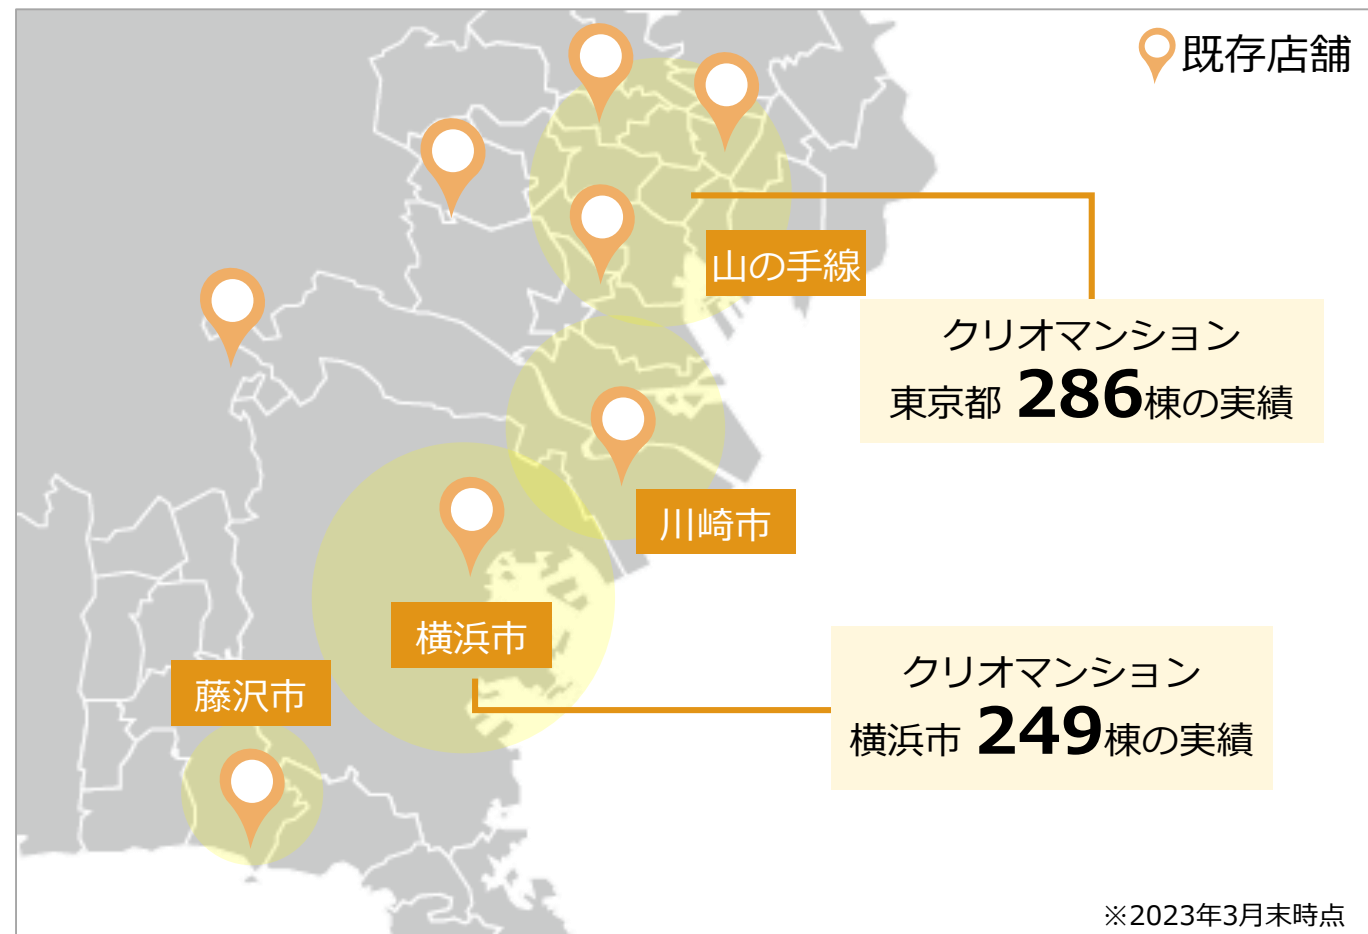 既存店舗
山の手線
クリオマンション
東京都 286棟の実績
川崎市
横浜市
クリオマンション
横浜市 249棟の実績
藤沢市
※2023年3月末時点